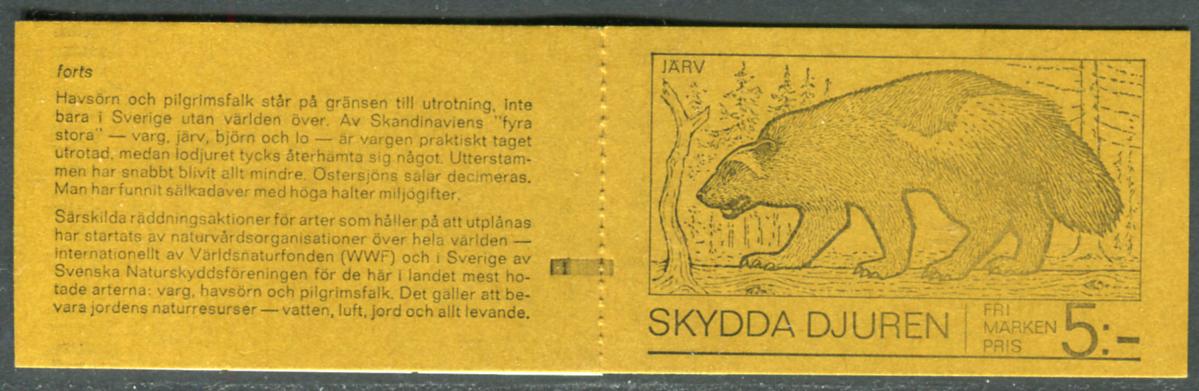 forts
Havsörn och pilgrimsfalk står på gränsen till utrotning, inte
bara i Sverige utan världen över. Av Skandinaviens "fyra
stora" — varg, järv, björn och lo — är vargen praktiskt taget
utrotad, medan lodjuret tycks återhämta sig något. Utterstam-
men har snabbt blivit allt mindre. Östersjöns sälar decimeras.
Man har funnit sälkadaver med höga halter miljögifter.
Särskilda räddningsaktioner för arter som håller på att utplånas
har startats av naturvårdsorganisationer över hela världen —
internationellt av Världsnaturfonden (WWF) och i Sverige av
Svenska Naturskyddsföreningen för de här i landet mest ho-
tade arterna: varg, havsörn och pilgrimsfalk. Det gäller att be-
vara jordens naturresurser — vatten, luft, jord och allt levande.
JÄRV
SKYDDA DJUREN
FRI
MÄRKEN
PRIS
5:-